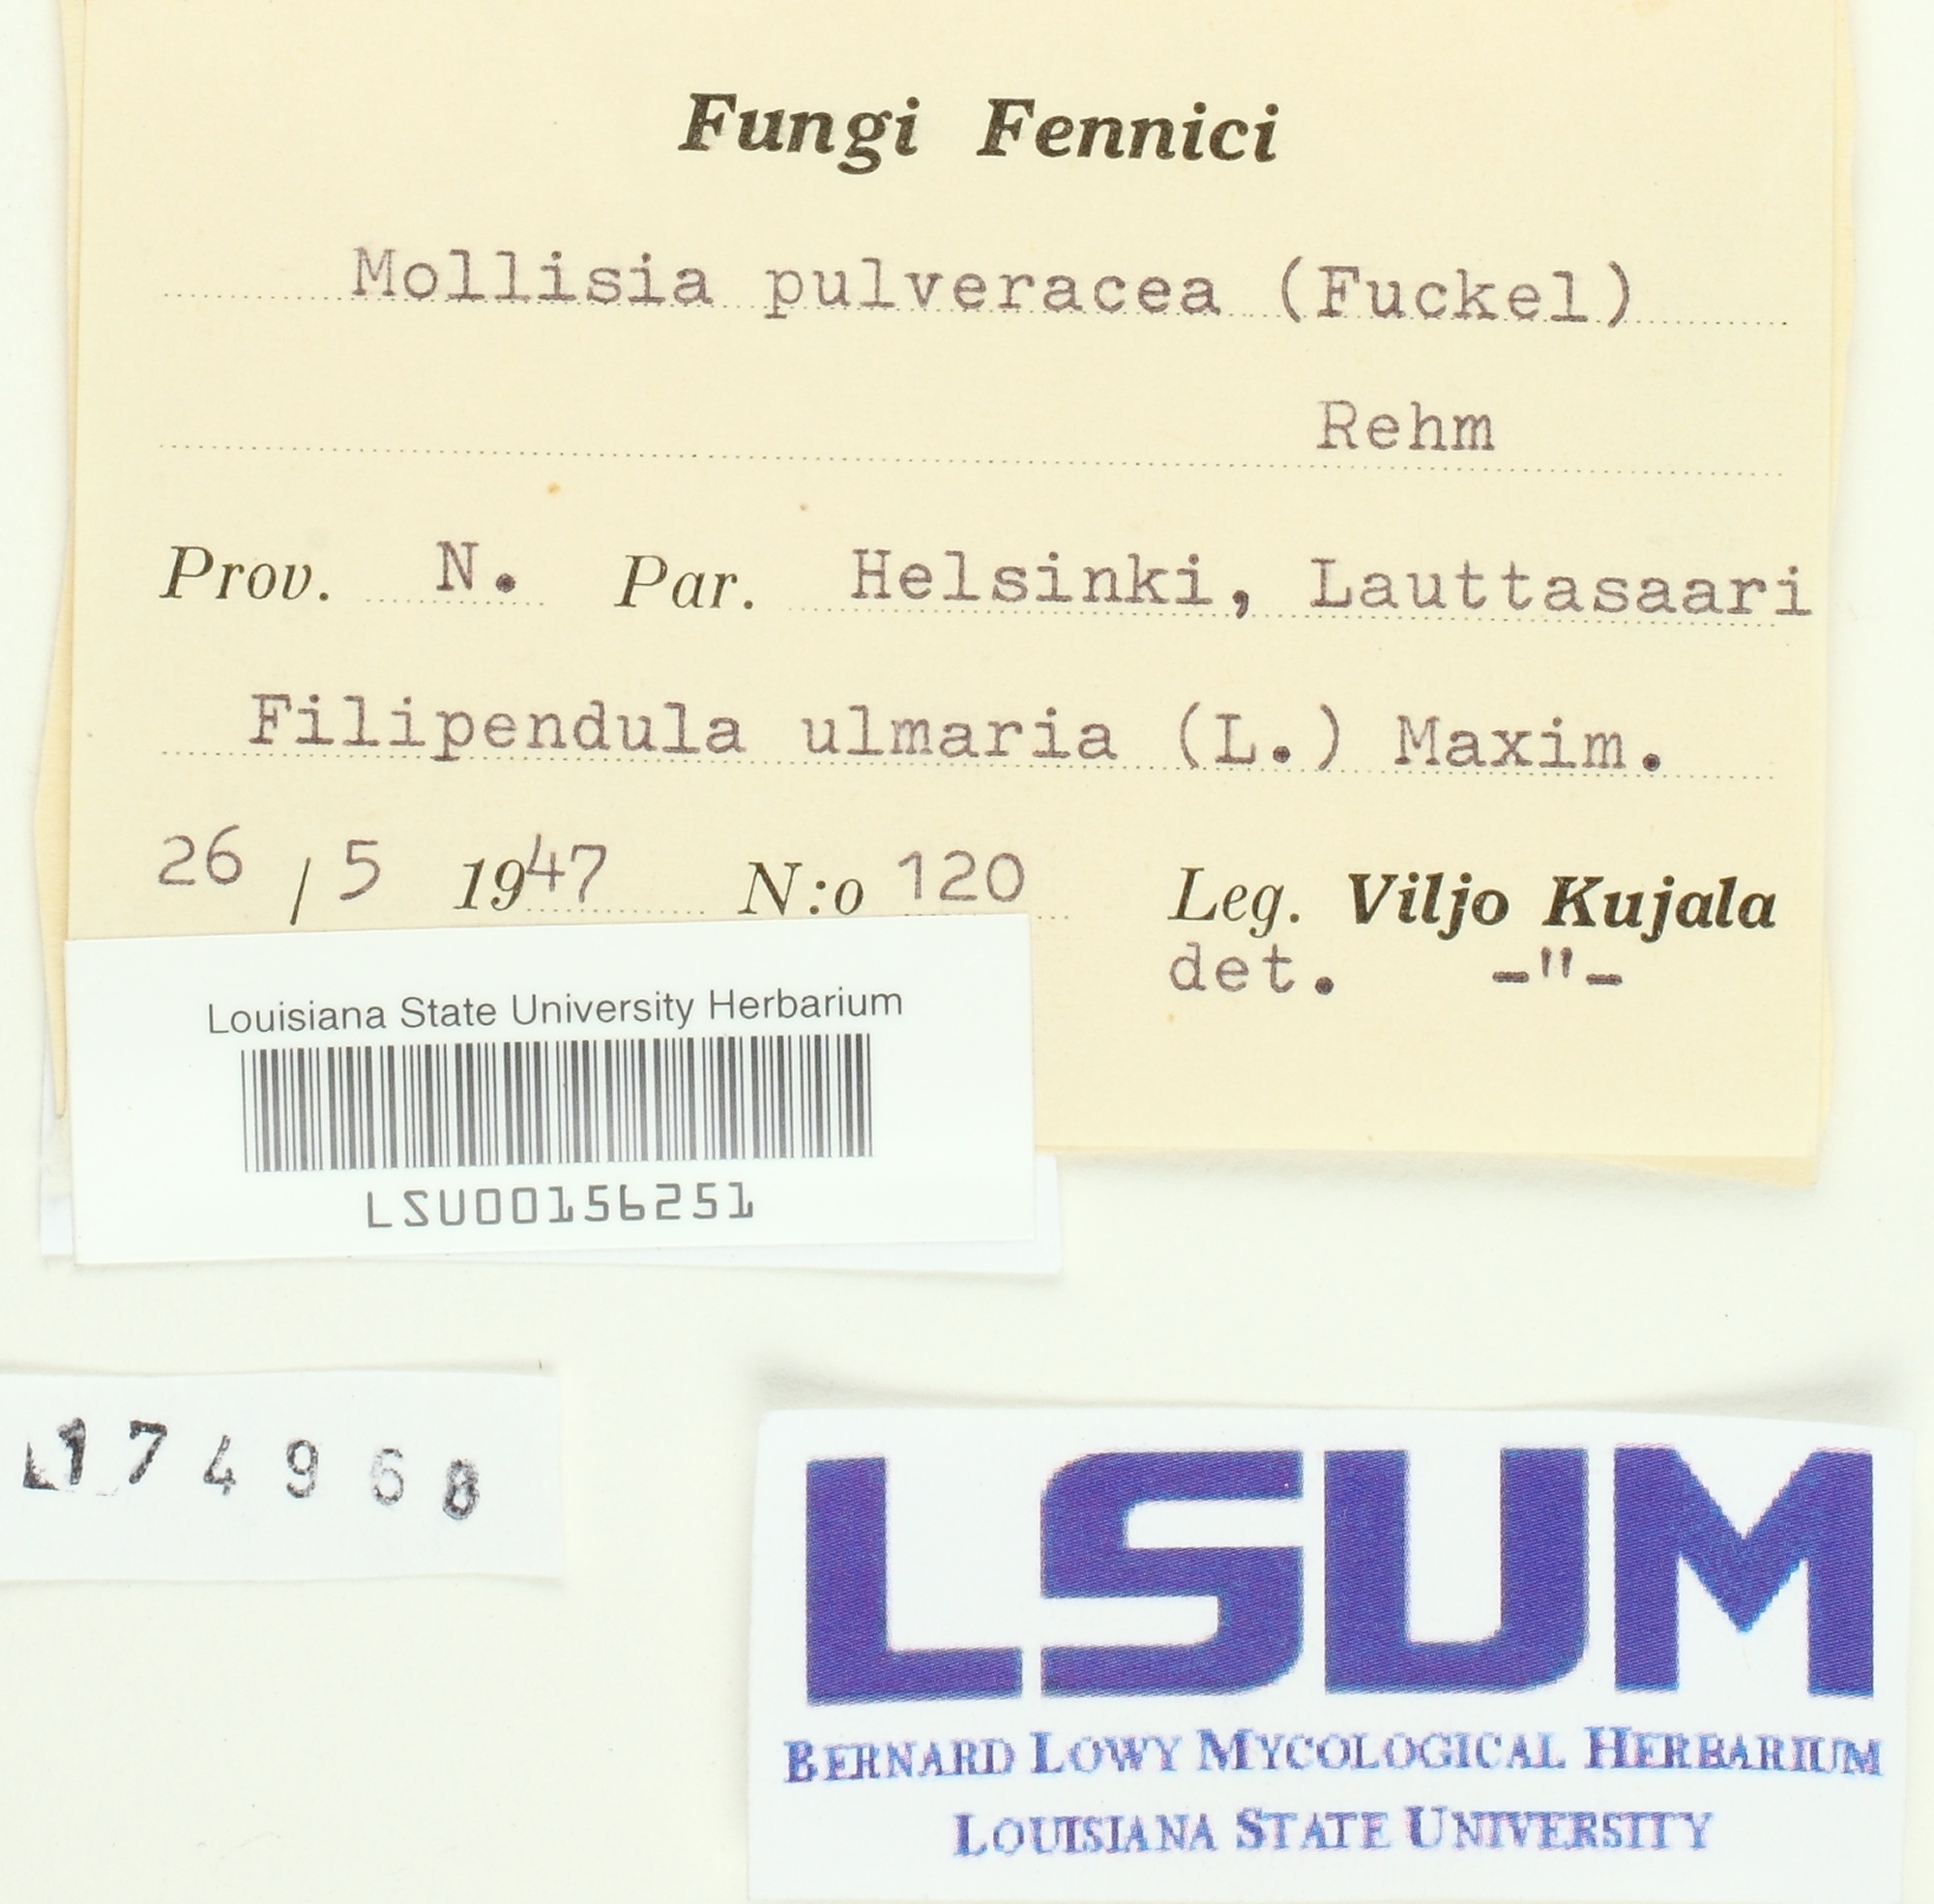 Fungi Fennici
Mollisia pulveracea (Fuckel)
Rehm
Prov. N. Par. Helsinki, Lauttasaari
Filipendula ulmaria (L.) Maxim.
26 / 5 1947 N:o 120 Leg. Viljo Kujala
det. -"-
Louisiana State University Herbarium
LSU00156251
174968
LSUM
BERNARD LOWY MYCOLOGICAL HERBARIUM
LOUISIANA STATE UNIVERSITY